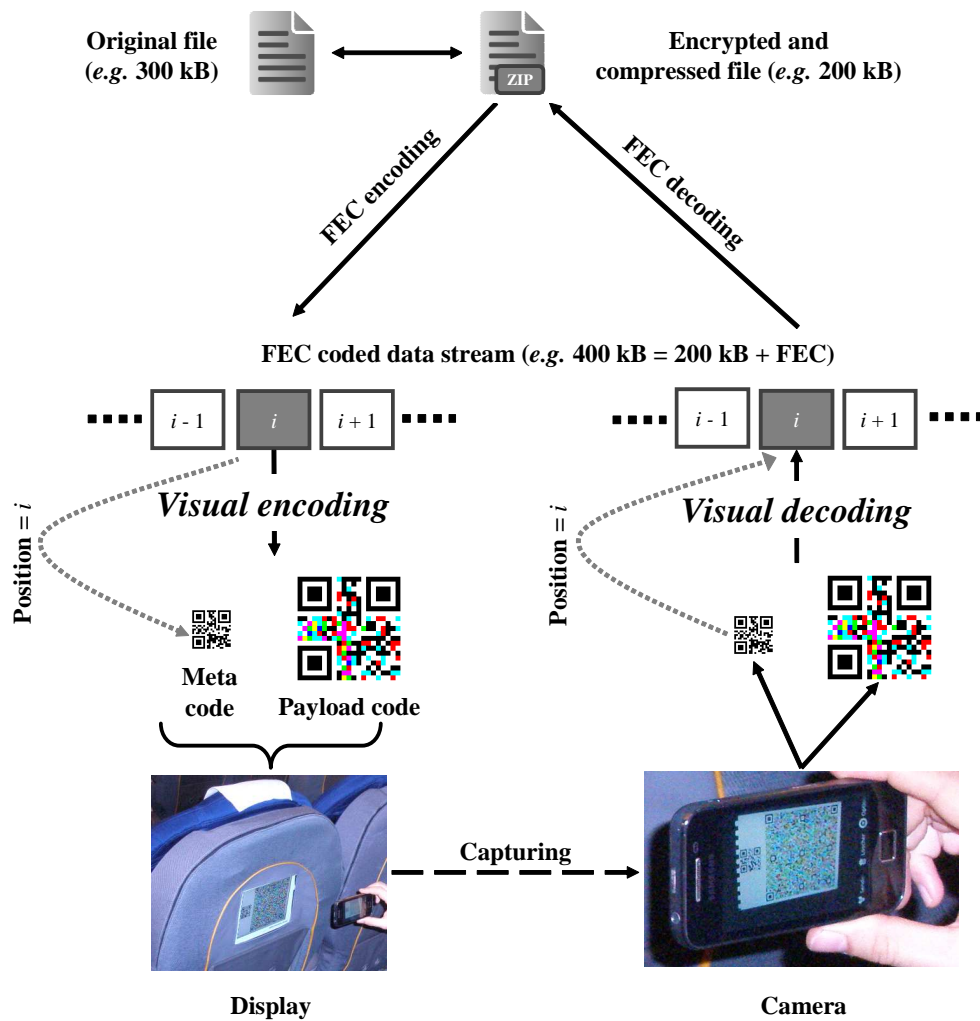 Original file
(e.g. 300 kB)
ZIP
Encrypted and
compressed file (e.g. 200 kB)
FEC encoding
FEC decoding
FEC coded data stream (e.g. 400 kB = 200 kB + FEC)
i - 1
i
i + 1
i - 1
i
i + 1
Position = i
Visual encoding
Position = i
Visual decoding
Meta
code
Payload code
Capturing
Display
Camera